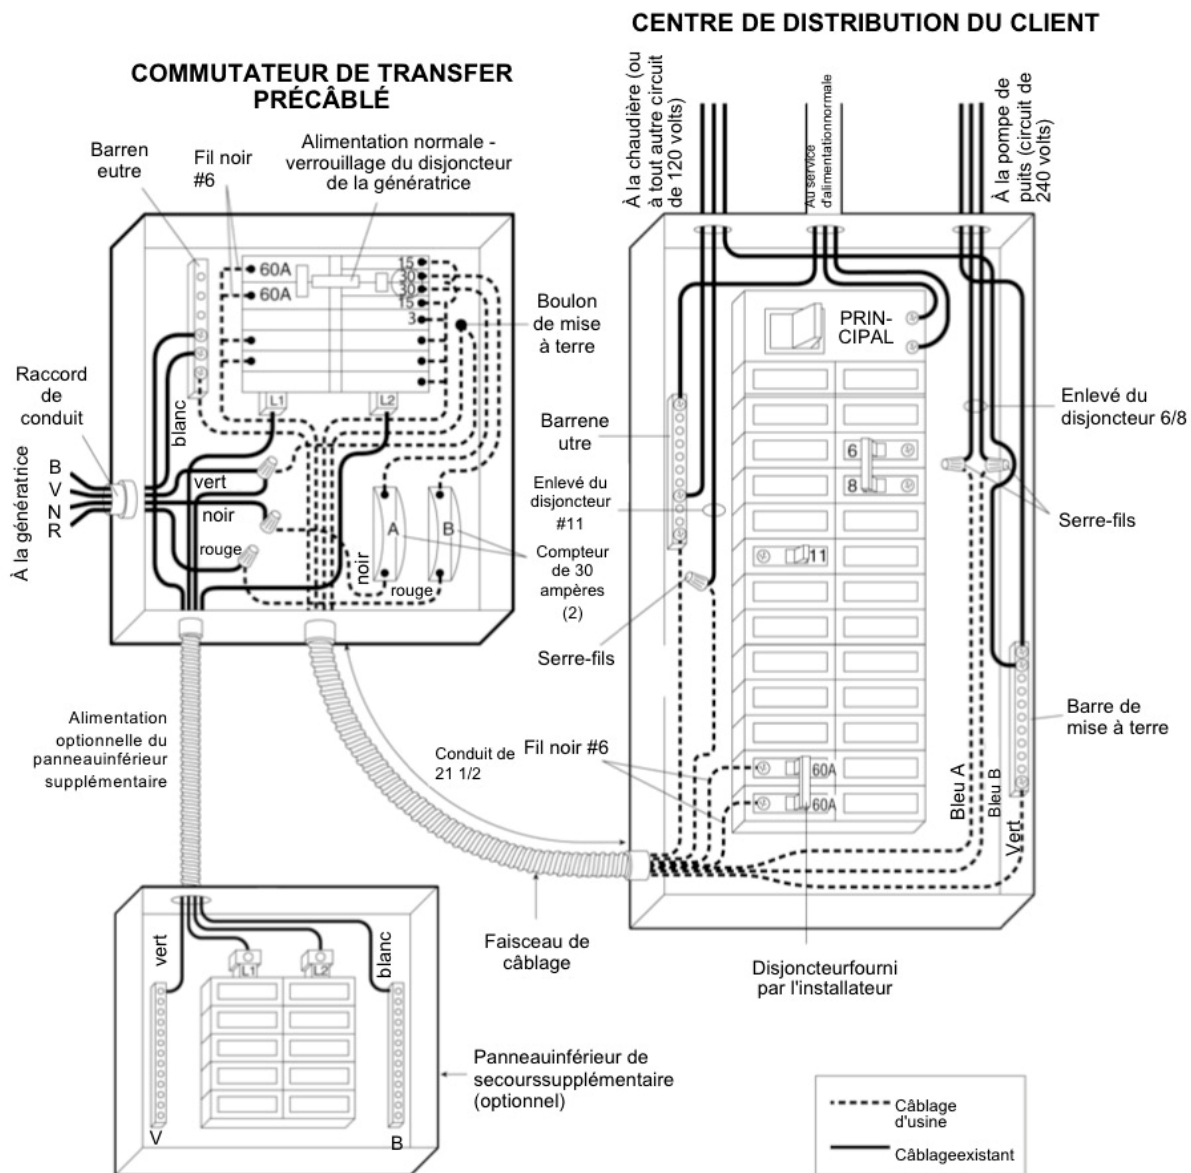 CENTRE DE DISTRIBUTION DU CLIENT
COMMUTATEUR DE TRANSFER
PRÉCÂBLÉ
Barren
eutre
Fil noir
#6
Alimentation normale -
verrouillage du disjoncteur
de la génératrice
60A
60A
15
30
30
15
3
L1
L2
Boulon
de mise
à terre
Raccord
de
conduit
À la génératrice
B
V
N
R
blanc
vert
noir
rouge
noir
rouge
A
B
Compteur
de 30
ampères
(2)
À la chaudière (ou
à tout autre circuit
de 120 volts)
Au service
d'alimentationnormale
À la pompe de
puits (circuit de
240 volts)
PRIN-
CIPAL
Barrene
utre
Enlevé du
disjoncteur
#11
Serre-fils
6
8
11
60A
60A
Enlevé du
disjoncteur 6/8
Serre-fils
Barre de
mise à terre
Bleu A
Bleu B
Vert
Fil noir #6
Conduit de
21 1/2
Alimentation
optionnelle du
panneauinférieur
supplémentaire
Faisceau de
câblage
Disjoncteurfourni
par l'installateur
vert
L1
L2
blanc
V
B
Panneauinférieur de
secourssupplémentaire
(optionnel)
Câblage
d'usine
Câblageexistant